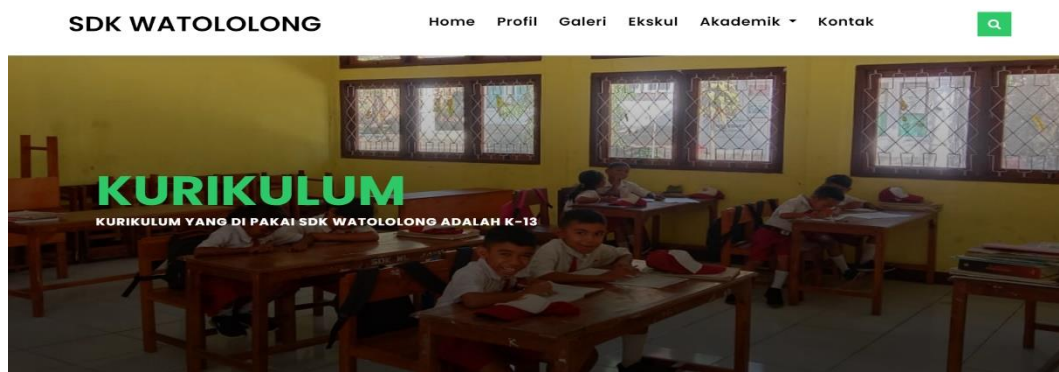 SDK WATOLOLONG
Home Profil Galeri Ekskul Akademik Kontak
KURIKULUM
KURIKULUM YANG DI PAKAI SDK WATOLOLONG ADALAH K-13